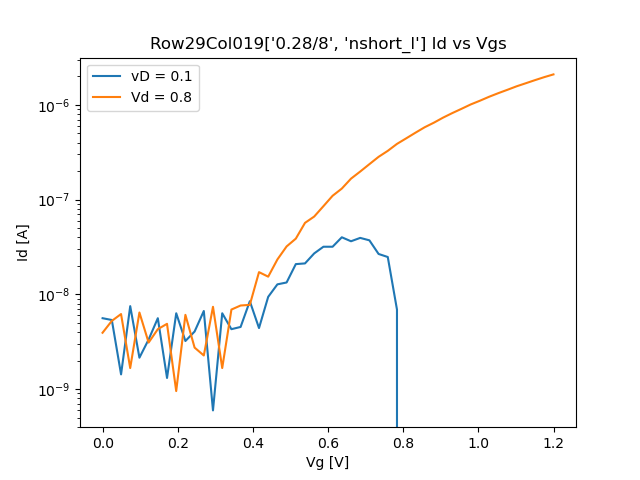 Row29Col019['0.28/8', 'nshort_l'] Id vs Vgs
vD = 0.1
Vd = 0.8
10⁻⁶
10⁻⁷
10⁻⁸
10⁻⁹
Id [A]
0.0 0.2 0.4 0.6 0.8 1.0 1.2
Vg [V]